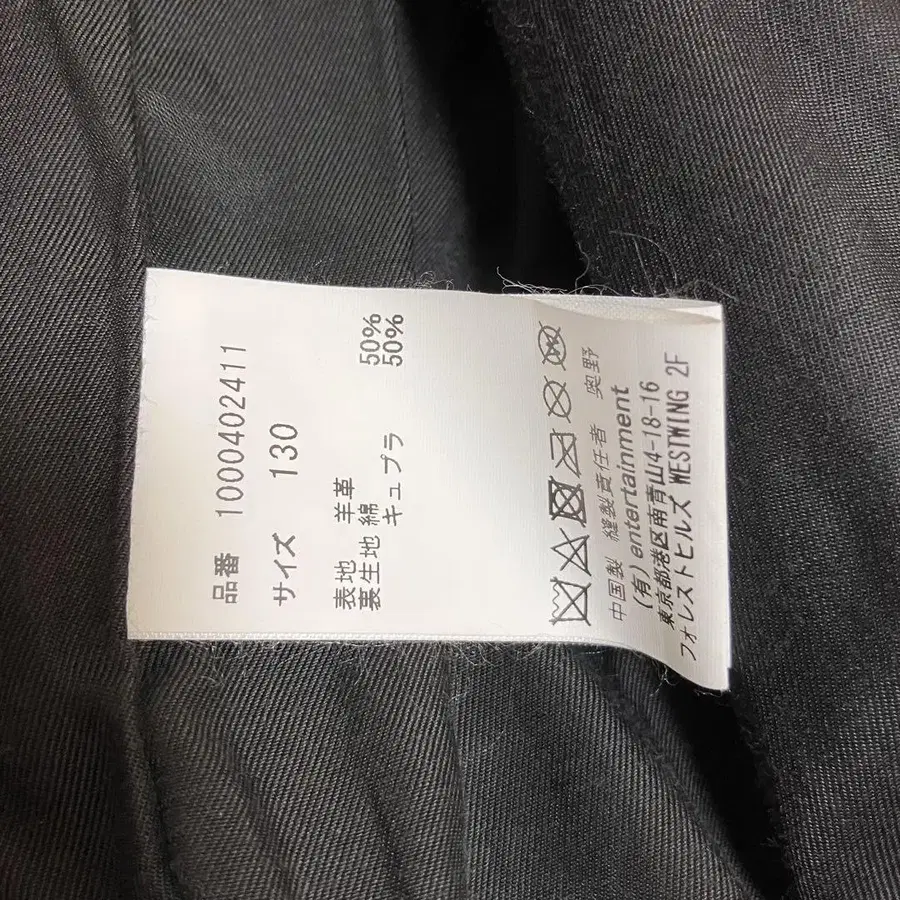 品番 1000402411
サイズ 130
表地 羊革
裏生地 綿 50%
キュプラ 50%
中国製 縫製責任者 奥野
(有) entertainment
東京都港区南青山4-18-16
フォレストヒルズ WESTWING 2F